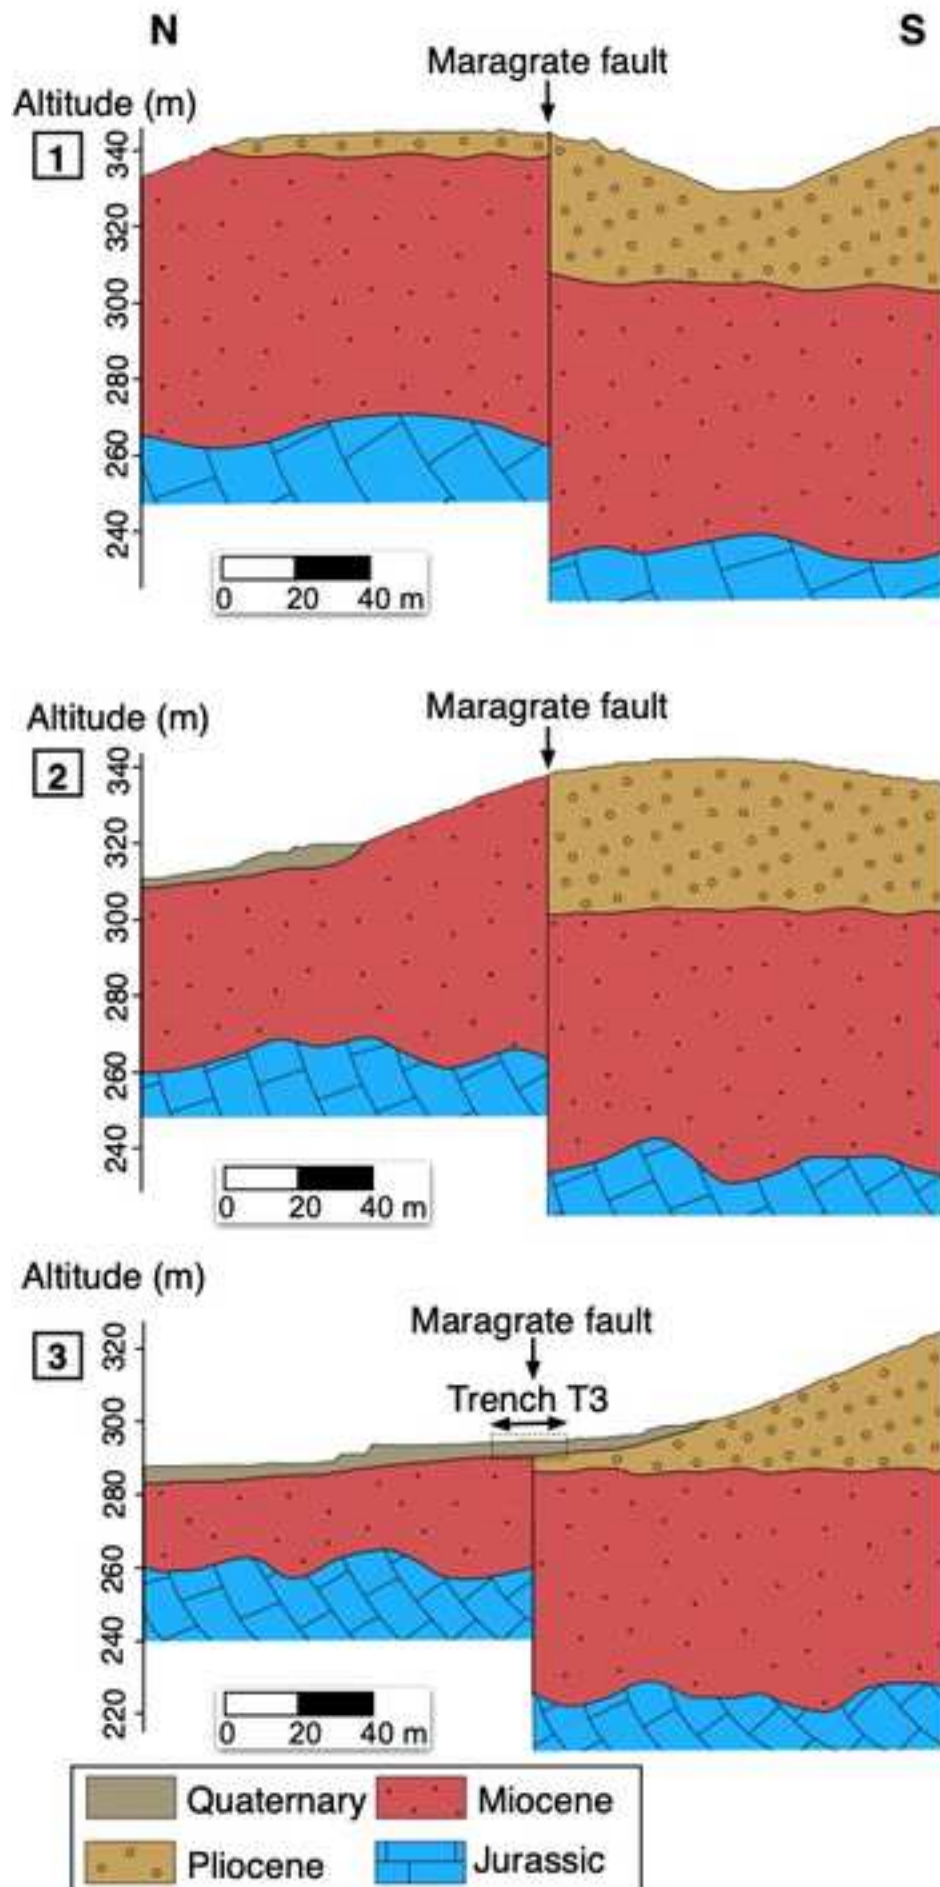 N S
Maragrate fault
Altitude (m)
1
340
320
300
280
260
240
0 20 40 m
Maragrate fault
Altitude (m)
2
340
320
300
280
260
240
0 20 40 m
Altitude (m)
Maragrate fault
3
Trench T3
320
300
280
260
240
220
0 20 40 m
Quaternary Miocene
Pliocene Jurassic